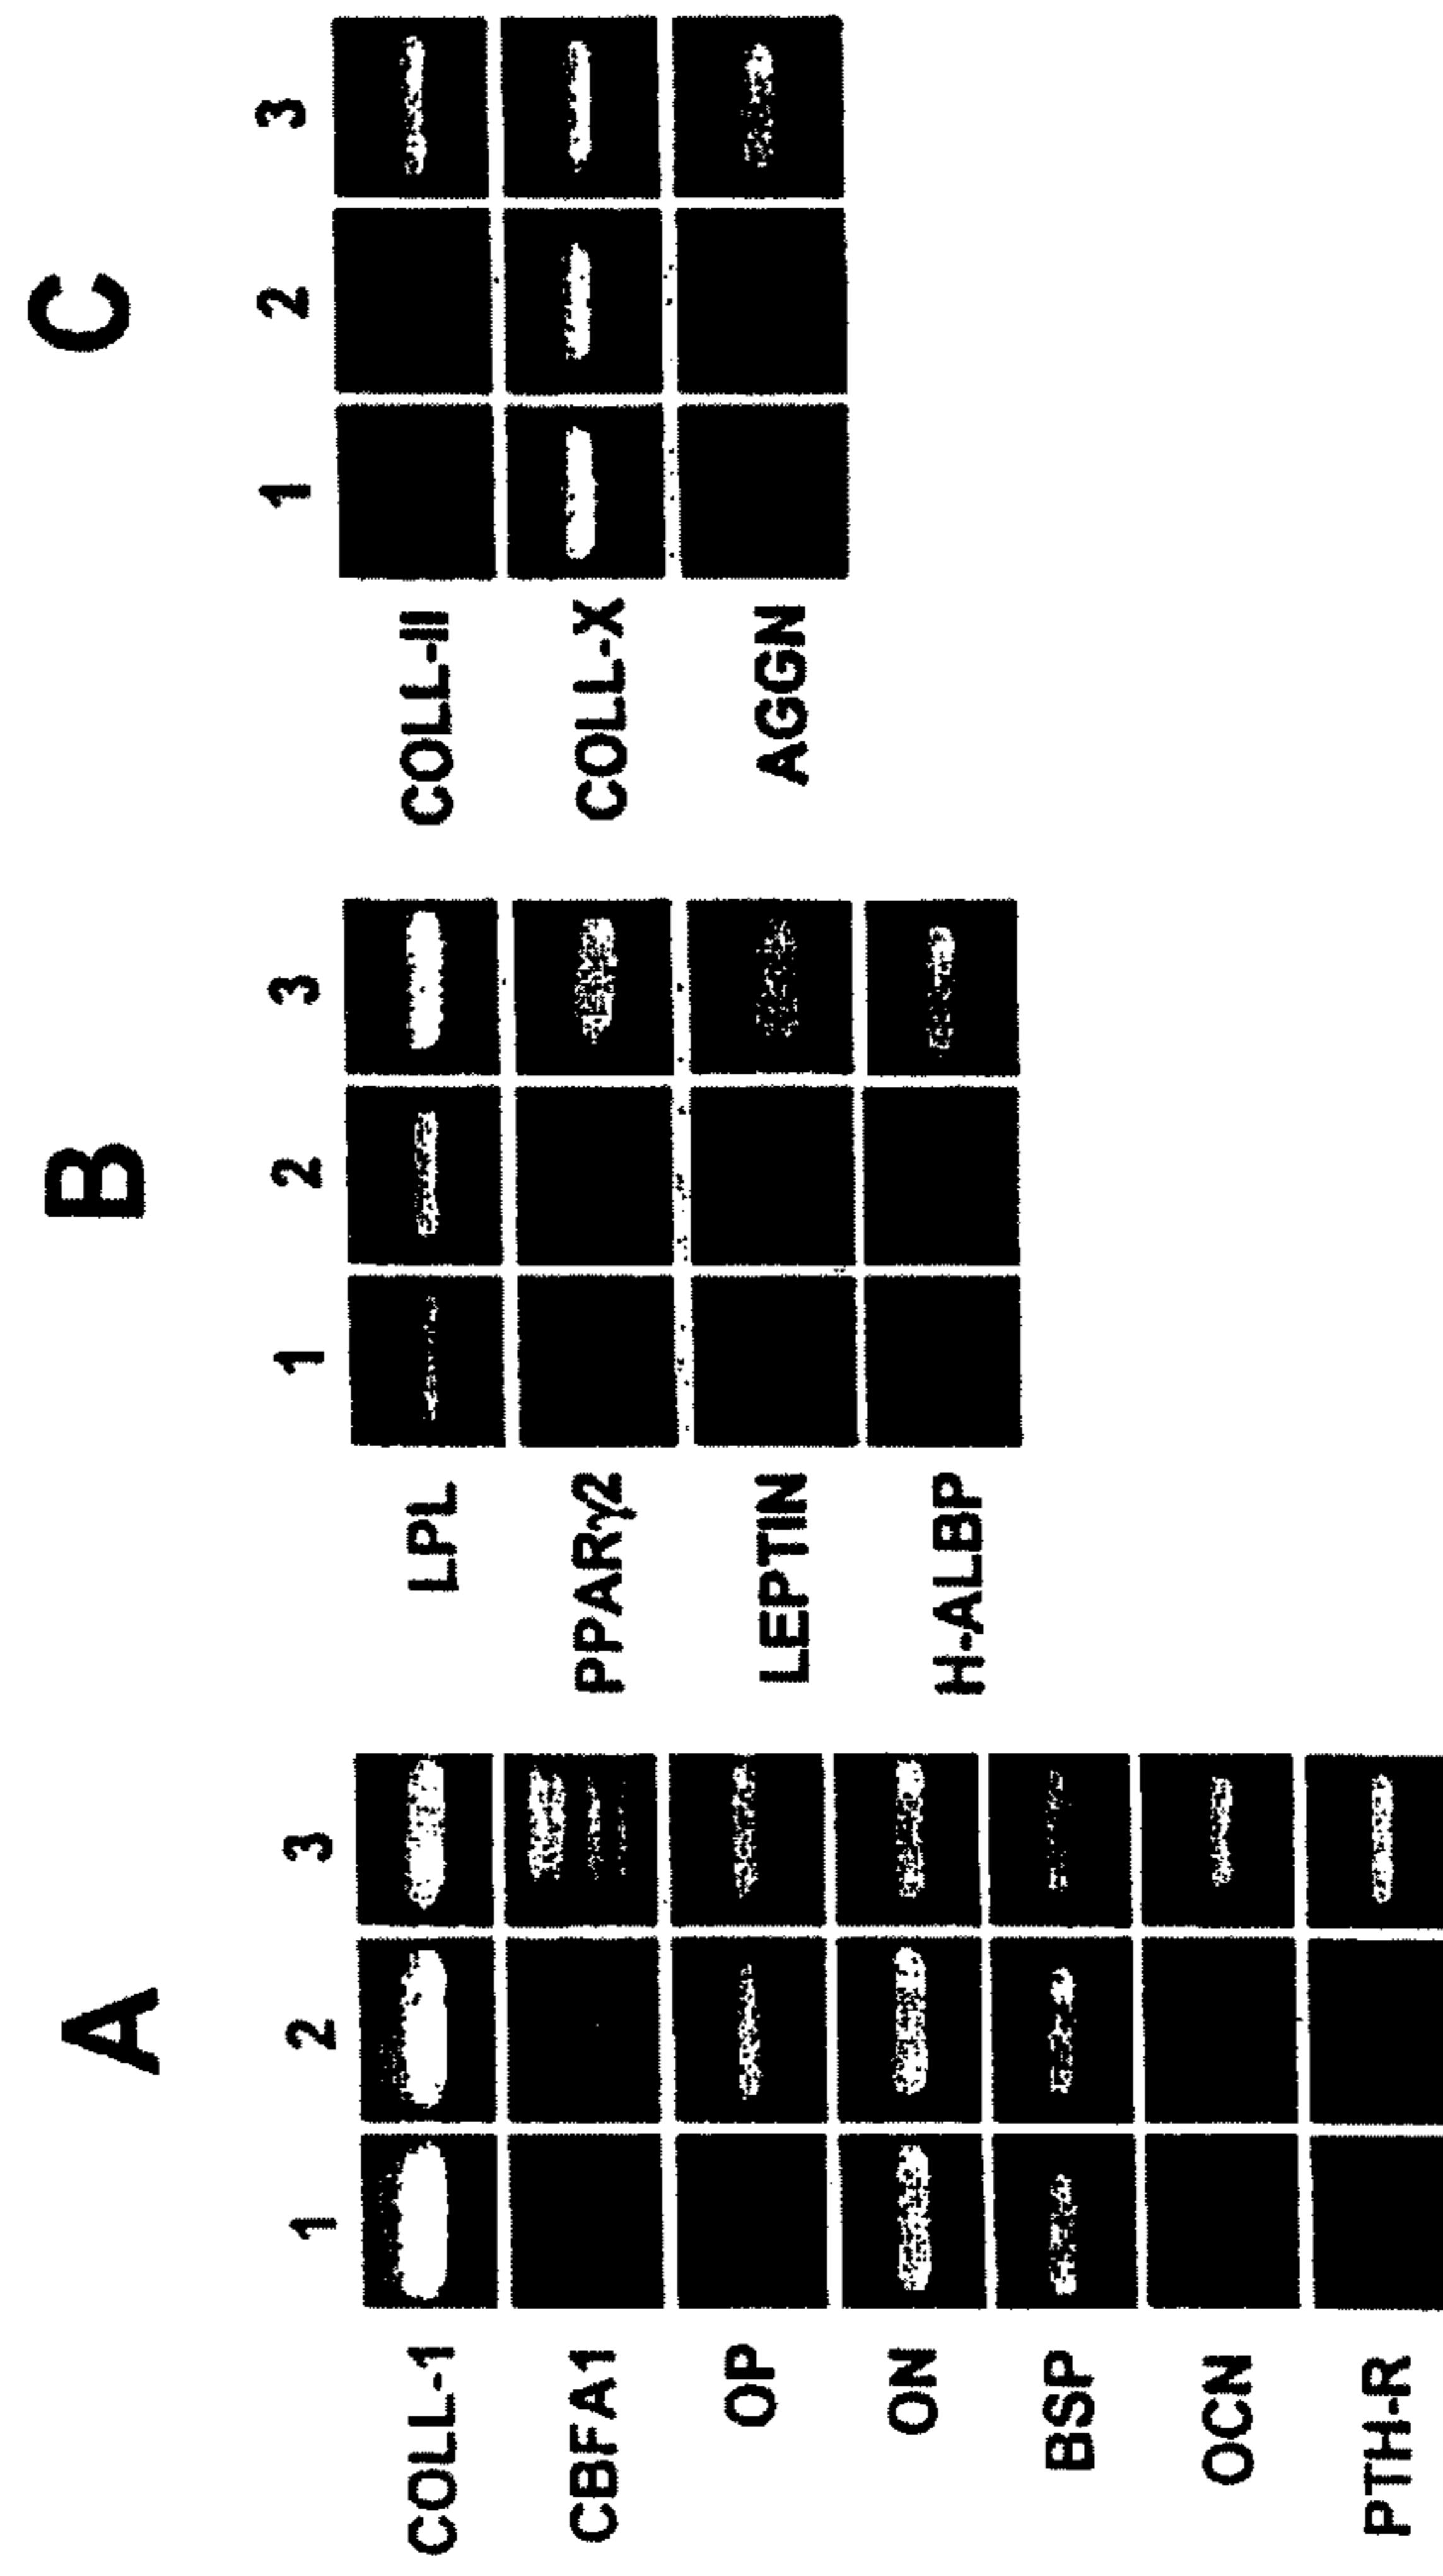 A
1 2 3
COLL-1
CBFA1
OP
ON
BSP
OCN
PTH-R
B
1 2 3
LPL
PPARγ2
LEPTIN
H-ALBP
C
1 2 3
COLL-II
COLL-X
AGGN